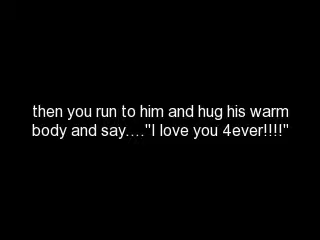 then you run to him and hug his warm
body and say…."I love you 4ever!!!!"